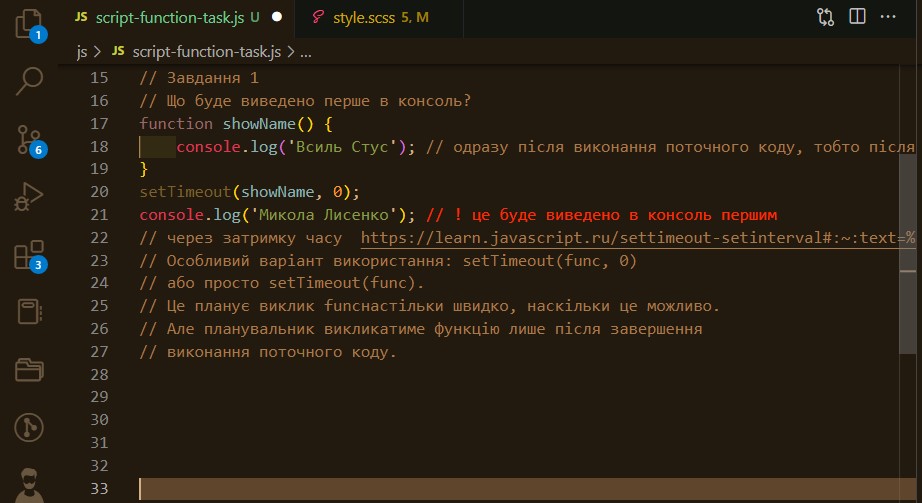 JS script-function-task.js U ● style.scss 5, M ...
js > JS script-function-task.js > ...
15 // Завдання 1
16 // Що буде виведено перше в консоль?
17 function showName() {
18 console.log('Всиль Стус'); // одразу після виконання поточного коду, тобто після
19 }
20 setTimeout(showName, 0);
21 console.log('Микола Лисенко'); // ! це буде виведено в консоль першим
22 // через затримку часу https://learn.javascript.ru/settimeout-setinterval#:~:text=%
23 // Особливий варіант використання: setTimeout(func, 0)
24 // або просто setTimeout(func).
25 // Це планує виклик funcнастільки швидко, наскільки це можливо.
26 // Але планувальник викликатиме функцію лише після завершення
27 // виконання поточного коду.
28
29
30
31
32
33
1
6
3